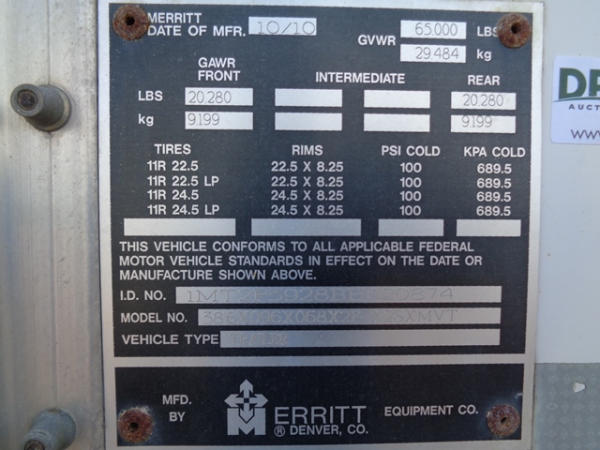 MERRITT
DATE OF MFR. 10/10
GVWR 65.000 LBS
29.484 kg
GAWR
FRONT INTERMEDIATE REAR
LBS 20.280 20.280
kg 9.199 9.199
TIRES RIMS PSI COLD KPA COLD
11R 22.5 22.5 X 8.25 100 689.5
11R 22.5 LP 22.5 X 8.25 100 689.5
11R 24.5 24.5 X 8.25 100 689.5
11R 24.5 LP 24.5 X 8.25 100 689.5
THIS VEHICLE CONFORMS TO ALL APPLICABLE FEDERAL
MOTOR VEHICLE STANDARDS IN EFFECT ON THE DATE OR
MANUFACTURE SHOWN ABOVE.
I.D. NO.
MODEL NO.
VEHICLE TYPE
MFD.
BY
MERRITT EQUIPMENT CO.
® DENVER, CO.
AUCT
www